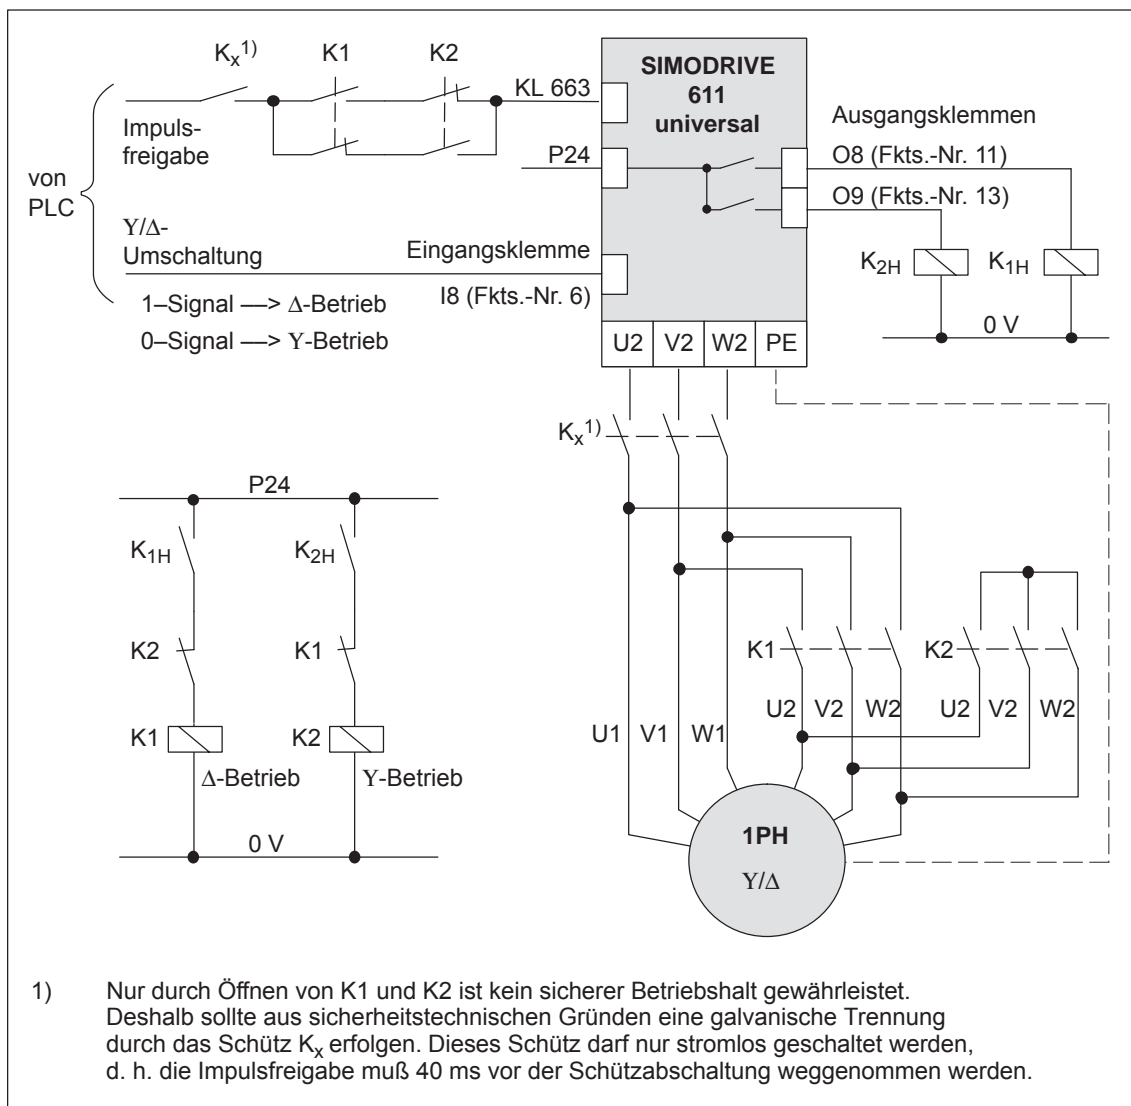 Kx1) K1 K2
KL 663
SIMODRIVE
611
universal
Impuls-
freigabe
P24
Ausgangsklemmen
O8 (Fkts.-Nr. 11)
O9 (Fkts.-Nr. 13)
von
PLC
Y/Δ-
Umschaltung
Eingangsklemme
I8 (Fkts.-Nr. 6)
K2H K1H
1–Signal —–> Δ-Betrieb
0–Signal —–> Y-Betrieb
0 V
U2 V2 W2 PE
Kx1)
P24
K1H K2H
K2 K1
K1 K2
Δ-Betrieb Y-Betrieb
0 V
K1 K2
U1 V1 W1 U2 V2 W2 U2 V2 W2
1PH
Y/Δ
1) Nur durch Öffnen von K1 und K2 ist kein sicherer Betriebshalt gewährleistet.
Deshalb sollte aus sicherheitstechnischen Gründen eine galvanische Trennung
durch das Schütz Kx erfolgen. Dieses Schütz darf nur stromlos geschaltet werden,
d. h. die Impulsfreigabe muß 40 ms vor der Schützabschaltung weggenommen werden.